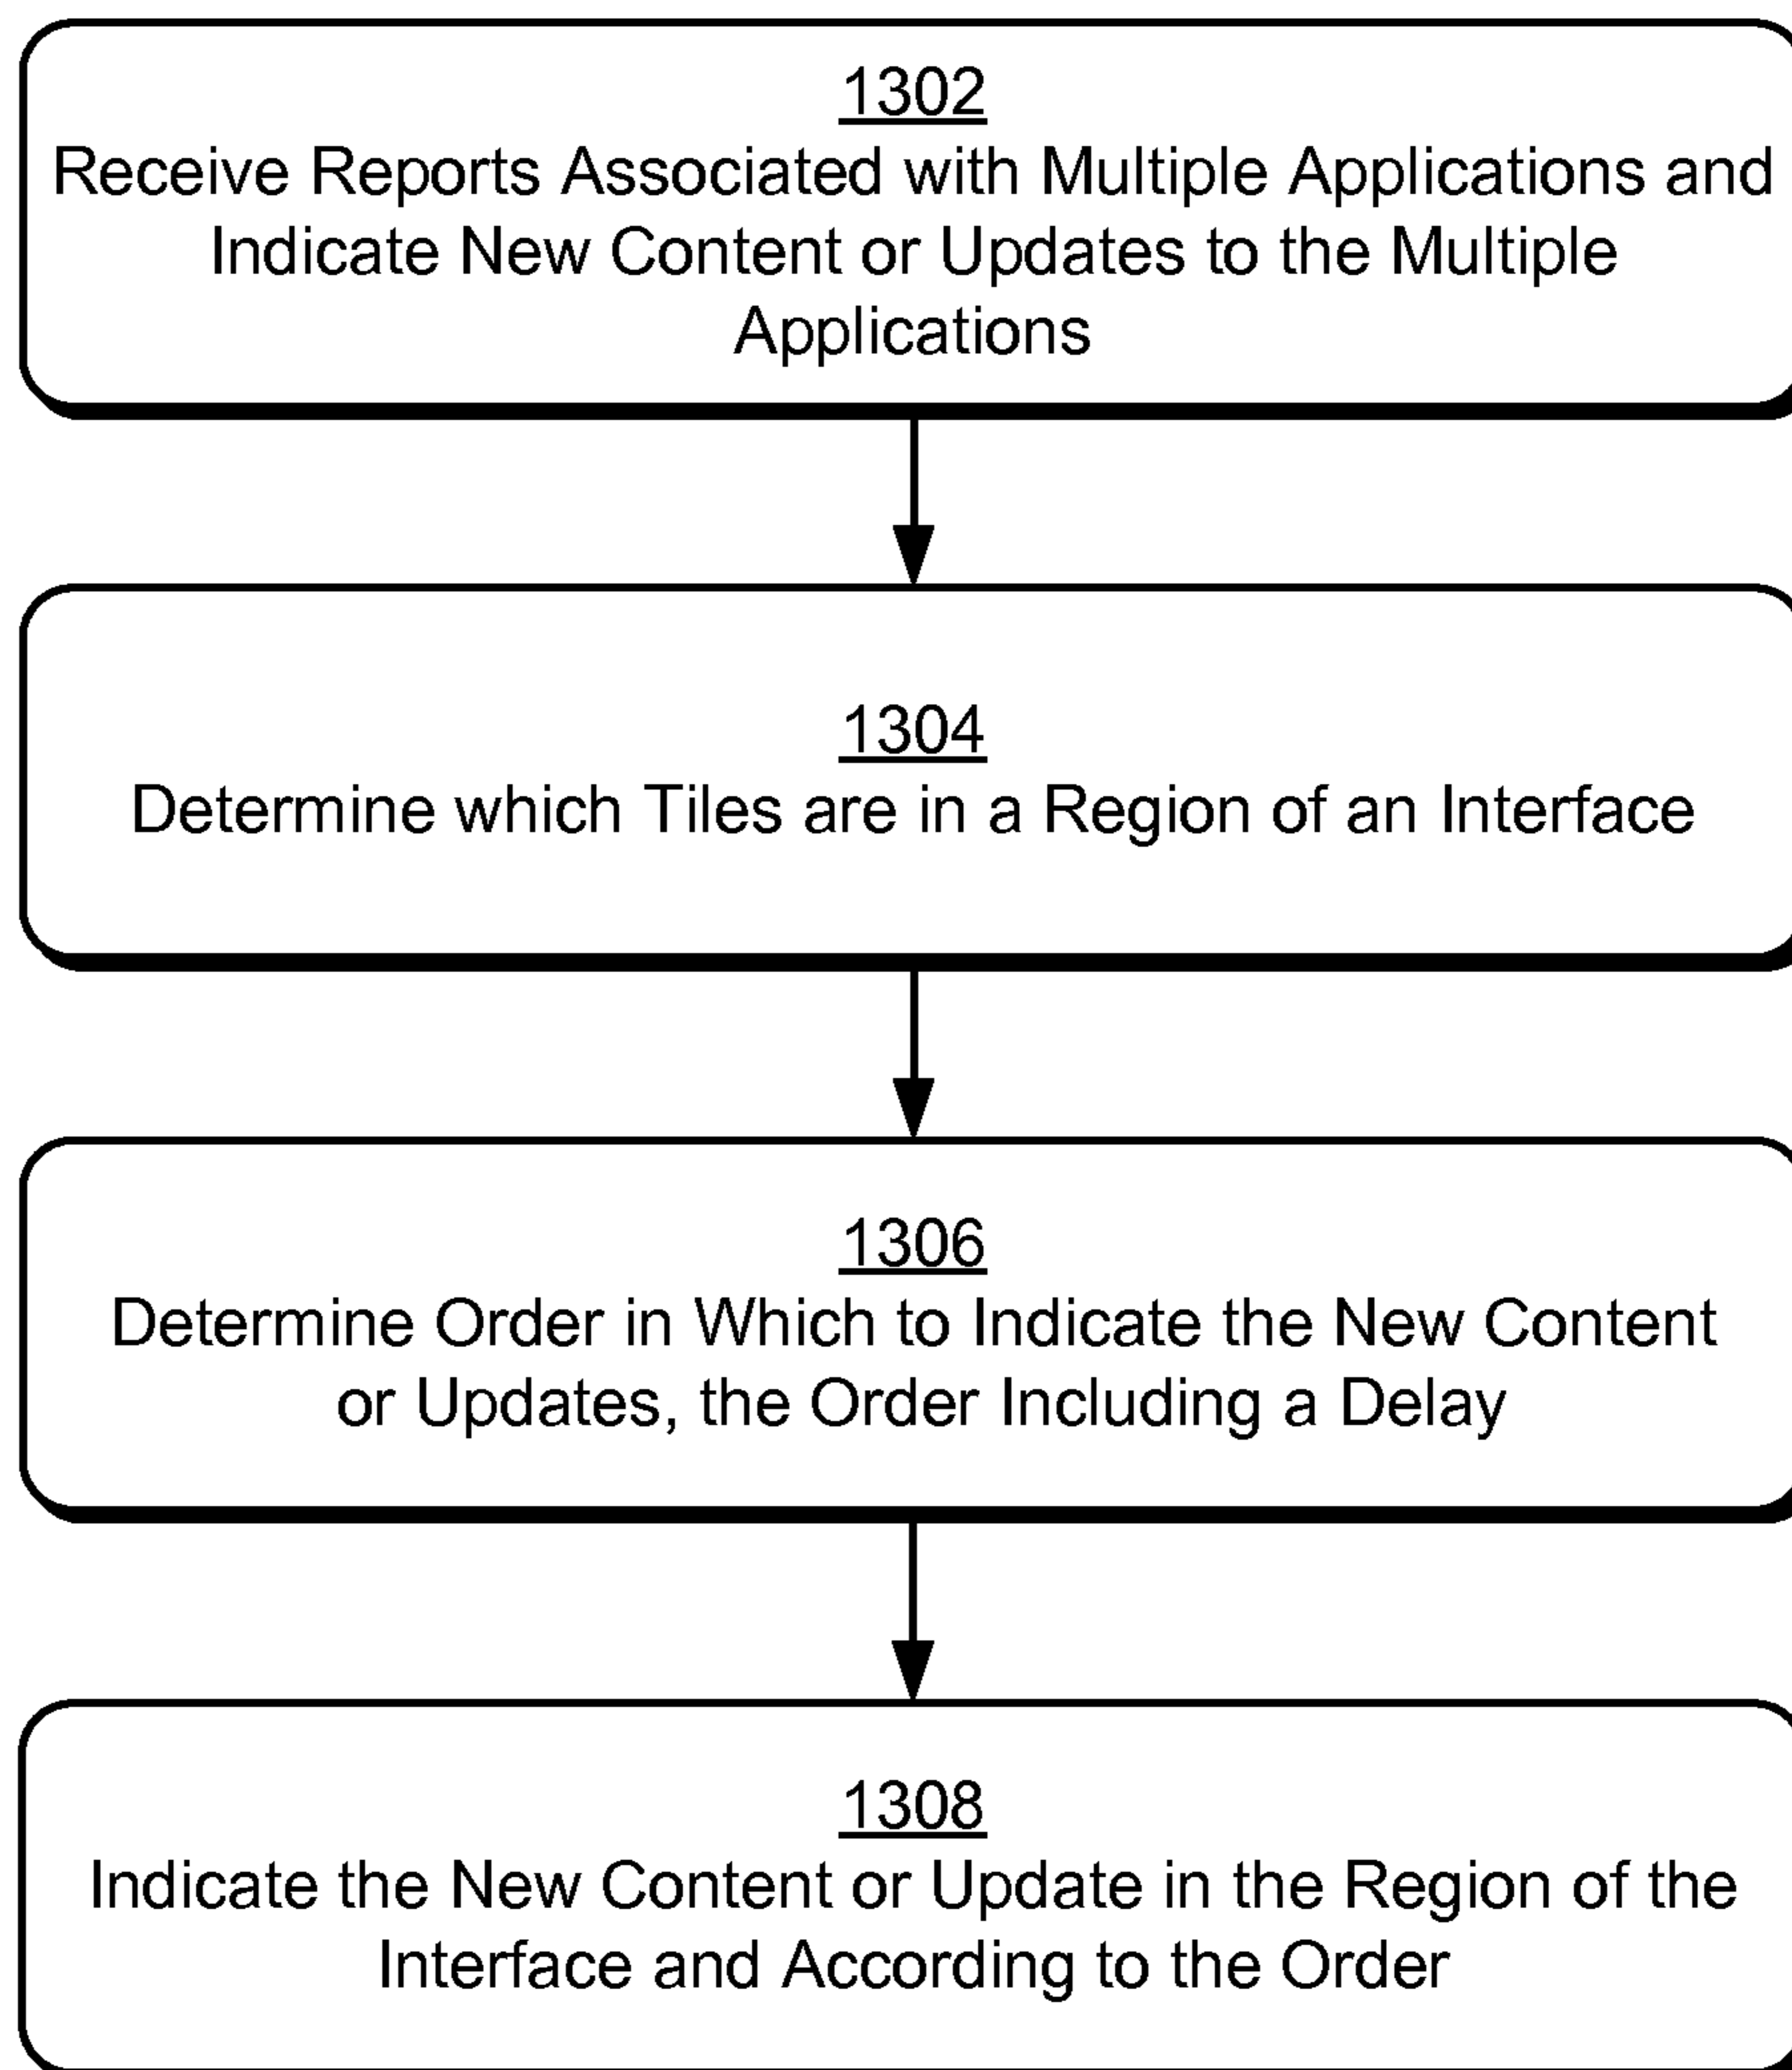 1302
Receive Reports Associated with Multiple Applications and
Indicate New Content or Updates to the Multiple
Applications
1304
Determine which Tiles are in a Region of an Interface
1306
Determine Order in Which to Indicate the New Content
or Updates, the Order Including a Delay
1308
Indicate the New Content or Update in the Region of the
Interface and According to the Order